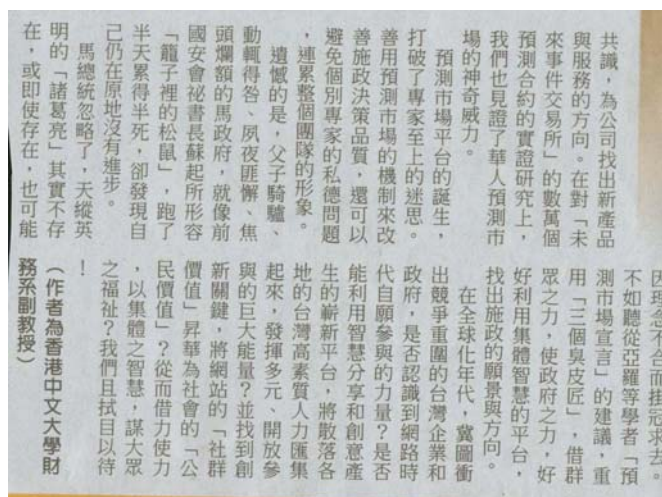 共識，為公司找出新產品
與服務的方向。在對「未
來事件交易所」的數萬個
預測合約的實證研究上，
我們也見證了華人預測市
場的神奇威力。
預測市場平台的誕生，
打破了專家至上的迷思。
善用預測市場的機制來改
善施政決策品質，還可以
避免個別專家的私德問題
，連累整個團隊的形象。
遺憾的是，父子騎驢、
動輒得咎、夙夜匪懈、焦
頭爛額的馬政府，就像前
國安會祕書長蘇起所形容
「籠子裡的松鼠」，跑了
半天累得半死，卻發現自
己仍在原地沒有進步。
馬總統忽略了，天縱英
明的「諸葛亮」其實不存
在，或即使存在，也可能
因理念不合而掛冠求去。
不如聽從亞羅等學者「預
測市場宣言」的建議，重
用「三個臭皮匠」，借群
眾之力，使政府之力，好
好利用集體智慧的平台，
找出施政的願景與方向。
在全球化年代，冀圖衝
出競爭重圍的台灣企業和
政府，是否認識到網路時
代自願參與的力量？是否
能利用智慧分享和創意產
生的嶄新平台，將散落各
地的台灣高素質人力匯集
起來，發揮多元、開放參
與的巨大能量？並找到創
新關鍵，將網站的「社群
價值」昇華為社會的「公
民價值」？從而借力使力
，以集體之智慧，謀大眾
之福祉？我們且拭目以待
！
（作者為香港中文大學財
務系副教授）